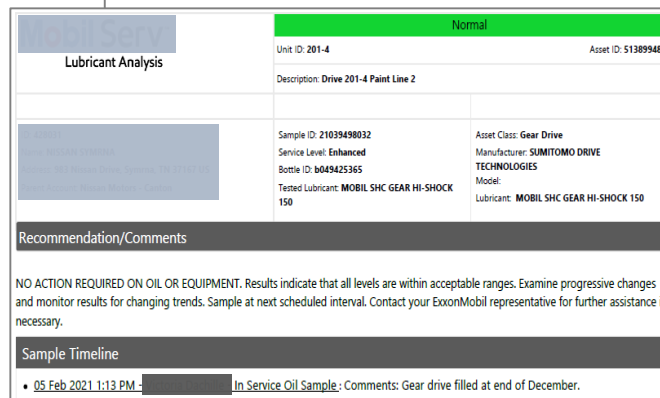 Mobil Serv
Lubricant Analysis
Normal
Unit ID: 201-4
Asset ID: 51389948
Description: Drive 201-4 Paint Line 2
Sample ID: 21039498032
Service Level: Enhanced
Bottle ID: b049425365
Tested Lubricant: MOBIL SHC GEAR HI-SHOCK
150
Asset Class: Gear Drive
Manufacturer: SUMITOMO DRIVE
TECHNOLOGIES
Model:
Lubricant: MOBIL SHC GEAR HI-SHOCK 150
Recommendation/Comments
NO ACTION REQUIRED ON OIL OR EQUIPMENT. Results indicate that all levels are within acceptable ranges. Examine progressive changes
and monitor results for changing trends. Sample at next scheduled interval. Contact your ExxonMobil representative for further assistance
necessary.
Sample Timeline
• 05 Feb 2021 1:13 PM - In Service Oil Sample : Comments: Gear drive filled at end of December.